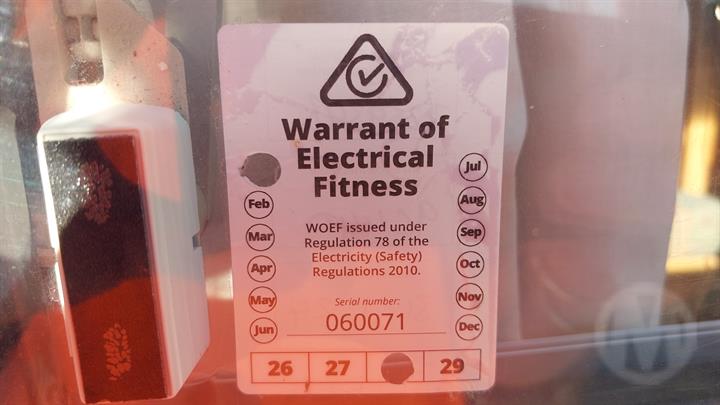 Warrant of
Electrical
Fitness
Feb
Mar
Apr
May
Jun
Jul
Aug
Sep
Oct
Nov
Dec
WOEF issued under
Regulation 78 of the
Electricity (Safety)
Regulations 2010.
Serial number:
060071
26 27 29
M